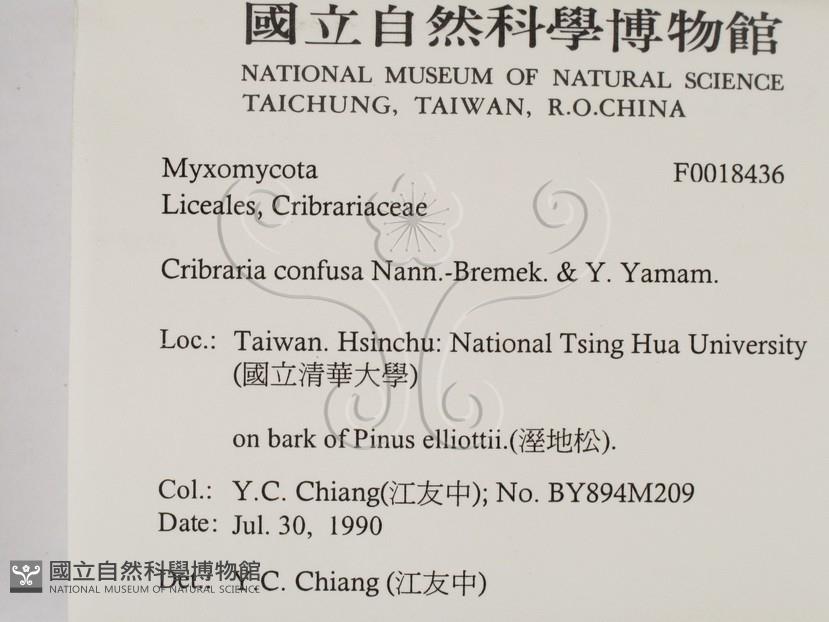 國立自然科學博物館
NATIONAL MUSEUM OF NATURAL SCIENCE
TAICHUNG, TAIWAN, R.O.CHINA
Myxomycota F0018436
Liceales, Cribrariaceae
Cribraria confusa Nann.-Bremek. & Y. Yamam.
Loc.: Taiwan. Hsinchu: National Tsing Hua University
(國立清華大學)
on bark of Pinus elliottii.(溼地松).
Col.: Y.C. Chiang(江友中); No. BY894M209
Date: Jul. 30, 1990
Det.: Y.C. Chiang (江友中)
國立自然科學博物館
NATIONAL MUSEUM OF NATURAL SCIENCE